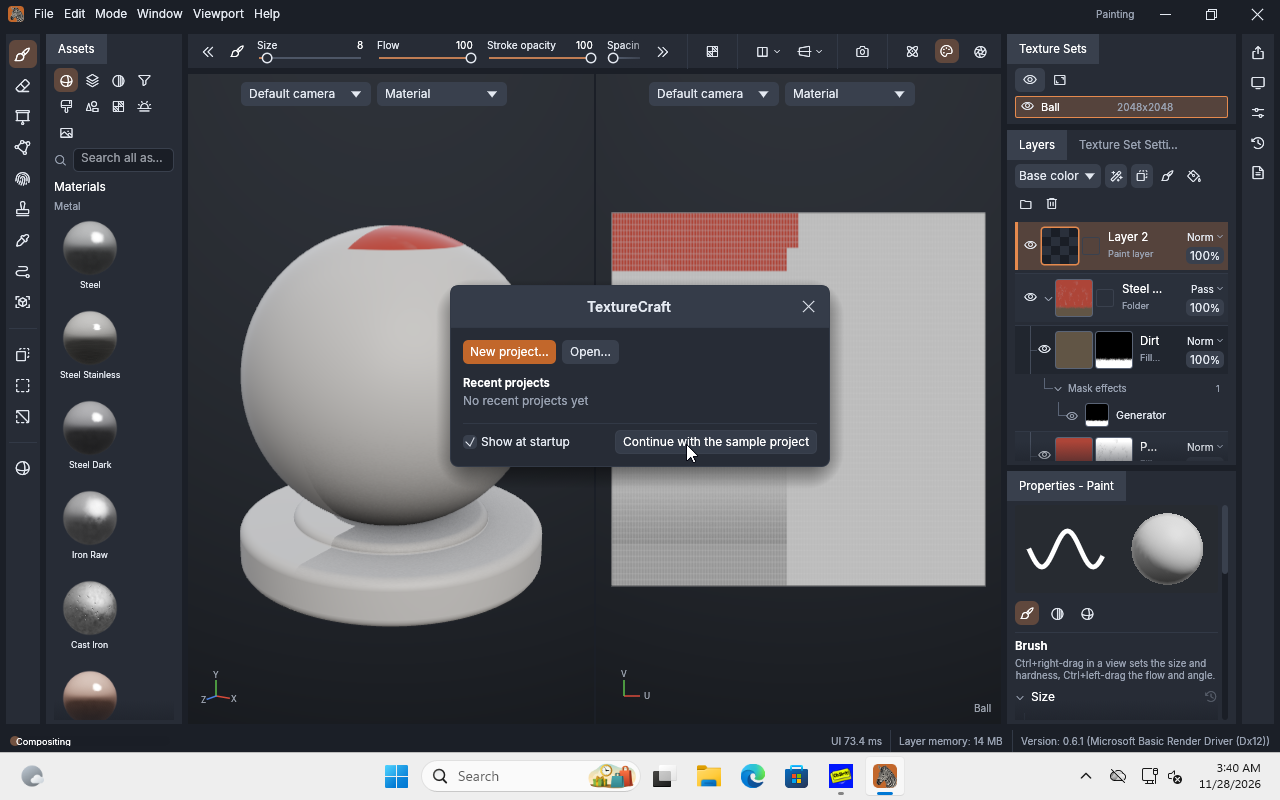 File Edit Mode Window Viewport Help
Painting
Assets
Size 8
Flow 100
Stroke opacity 100
Spacin
Default camera
Material
Default camera
Material
Search all as...
Materials
Metal
Steel
Steel Stainless
Steel Dark
Iron Raw
Cast Iron
TextureCraft
New project...
Open...
Recent projects
No recent projects yet
Show at startup
Continue with the sample project
Y
Z
X
V
U
Ball
Texture Sets
Ball 2048x2048
Layers
Texture Set Setti...
Base color
Layer 2
Paint layer
Norm
100%
Steel ...
Folder
Pass
100%
Dirt
Fill...
Norm
100%
Mask effects 1
Generator
P...
Norm
Properties - Paint
Brush
Ctrl+right-drag in a view sets the size and
hardness, Ctrl+left-drag the flow and angle.
Size
Compositing
UI 73.4 ms
Layer memory: 14 MB
Version: 0.6.1 (Microsoft Basic Render Driver (Dx12))
Search
3:40 AM
11/28/2026